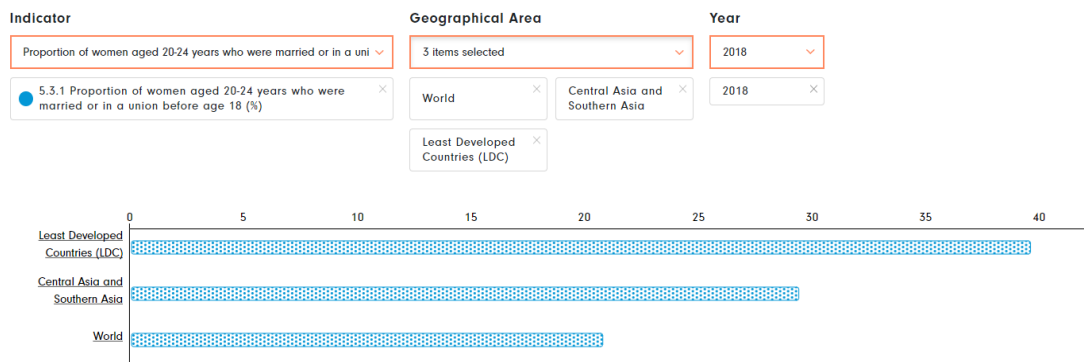 Indicator
Geographical Area
Year
Proportion of women aged 20-24 years who were married or in a uni
3 items selected
2018
5.3.1 Proportion of women aged 20-24 years who were
married or in a union before age 18 (%)
World
Central Asia and
Southern Asia
2018
Least Developed
Countries (LDC)
0 5 10 15 20 25 30 35 40
Least Developed
Countries (LDC)
Central Asia and
Southern Asia
World